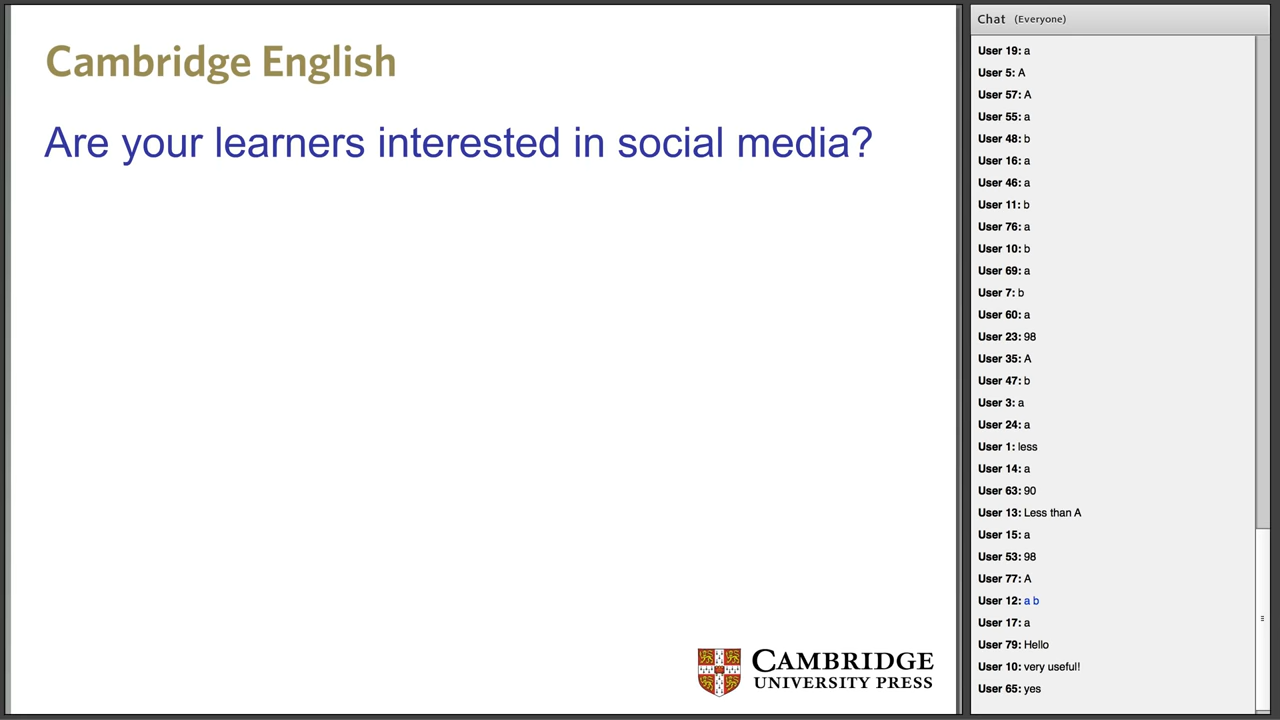 Cambridge English
Are your learners interested in social media?
CAMBRIDGE
UNIVERSITY PRESS
Chat (Everyone)
User 19: a
User 5: A
User 57: A
User 55: a
User 48: b
User 16: a
User 46: a
User 11: b
User 76: a
User 10: b
User 69: a
User 7: b
User 60: a
User 23: 98
User 35: A
User 47: b
User 3: a
User 24: a
User 1: less
User 14: a
User 63: 90
User 13: Less than A
User 15: a
User 53: 98
User 77: A
User 12: a b
User 17: a
User 79: Hello
User 10: very useful!
User 65: yes